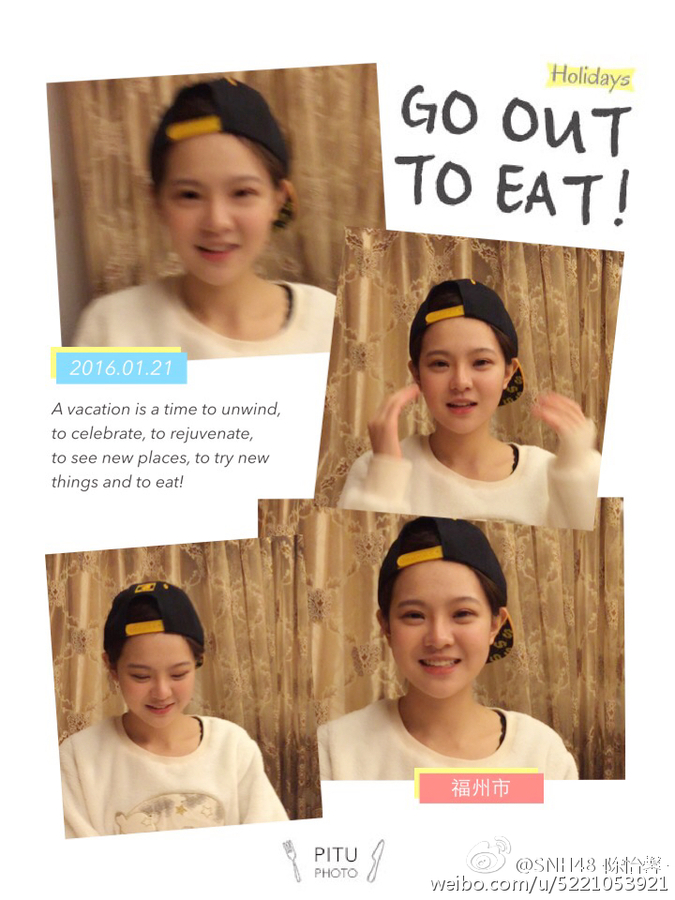 Holidays
GO OUT
TO EAT!
2016.01.21
A vacation is a time to unwind,
to celebrate, to rejuvenate,
to see new places, to try new
things and to eat!
福州市
PITU
PHOTO
@SNH48-陈怡馨-
weibo.com/u/5221053921